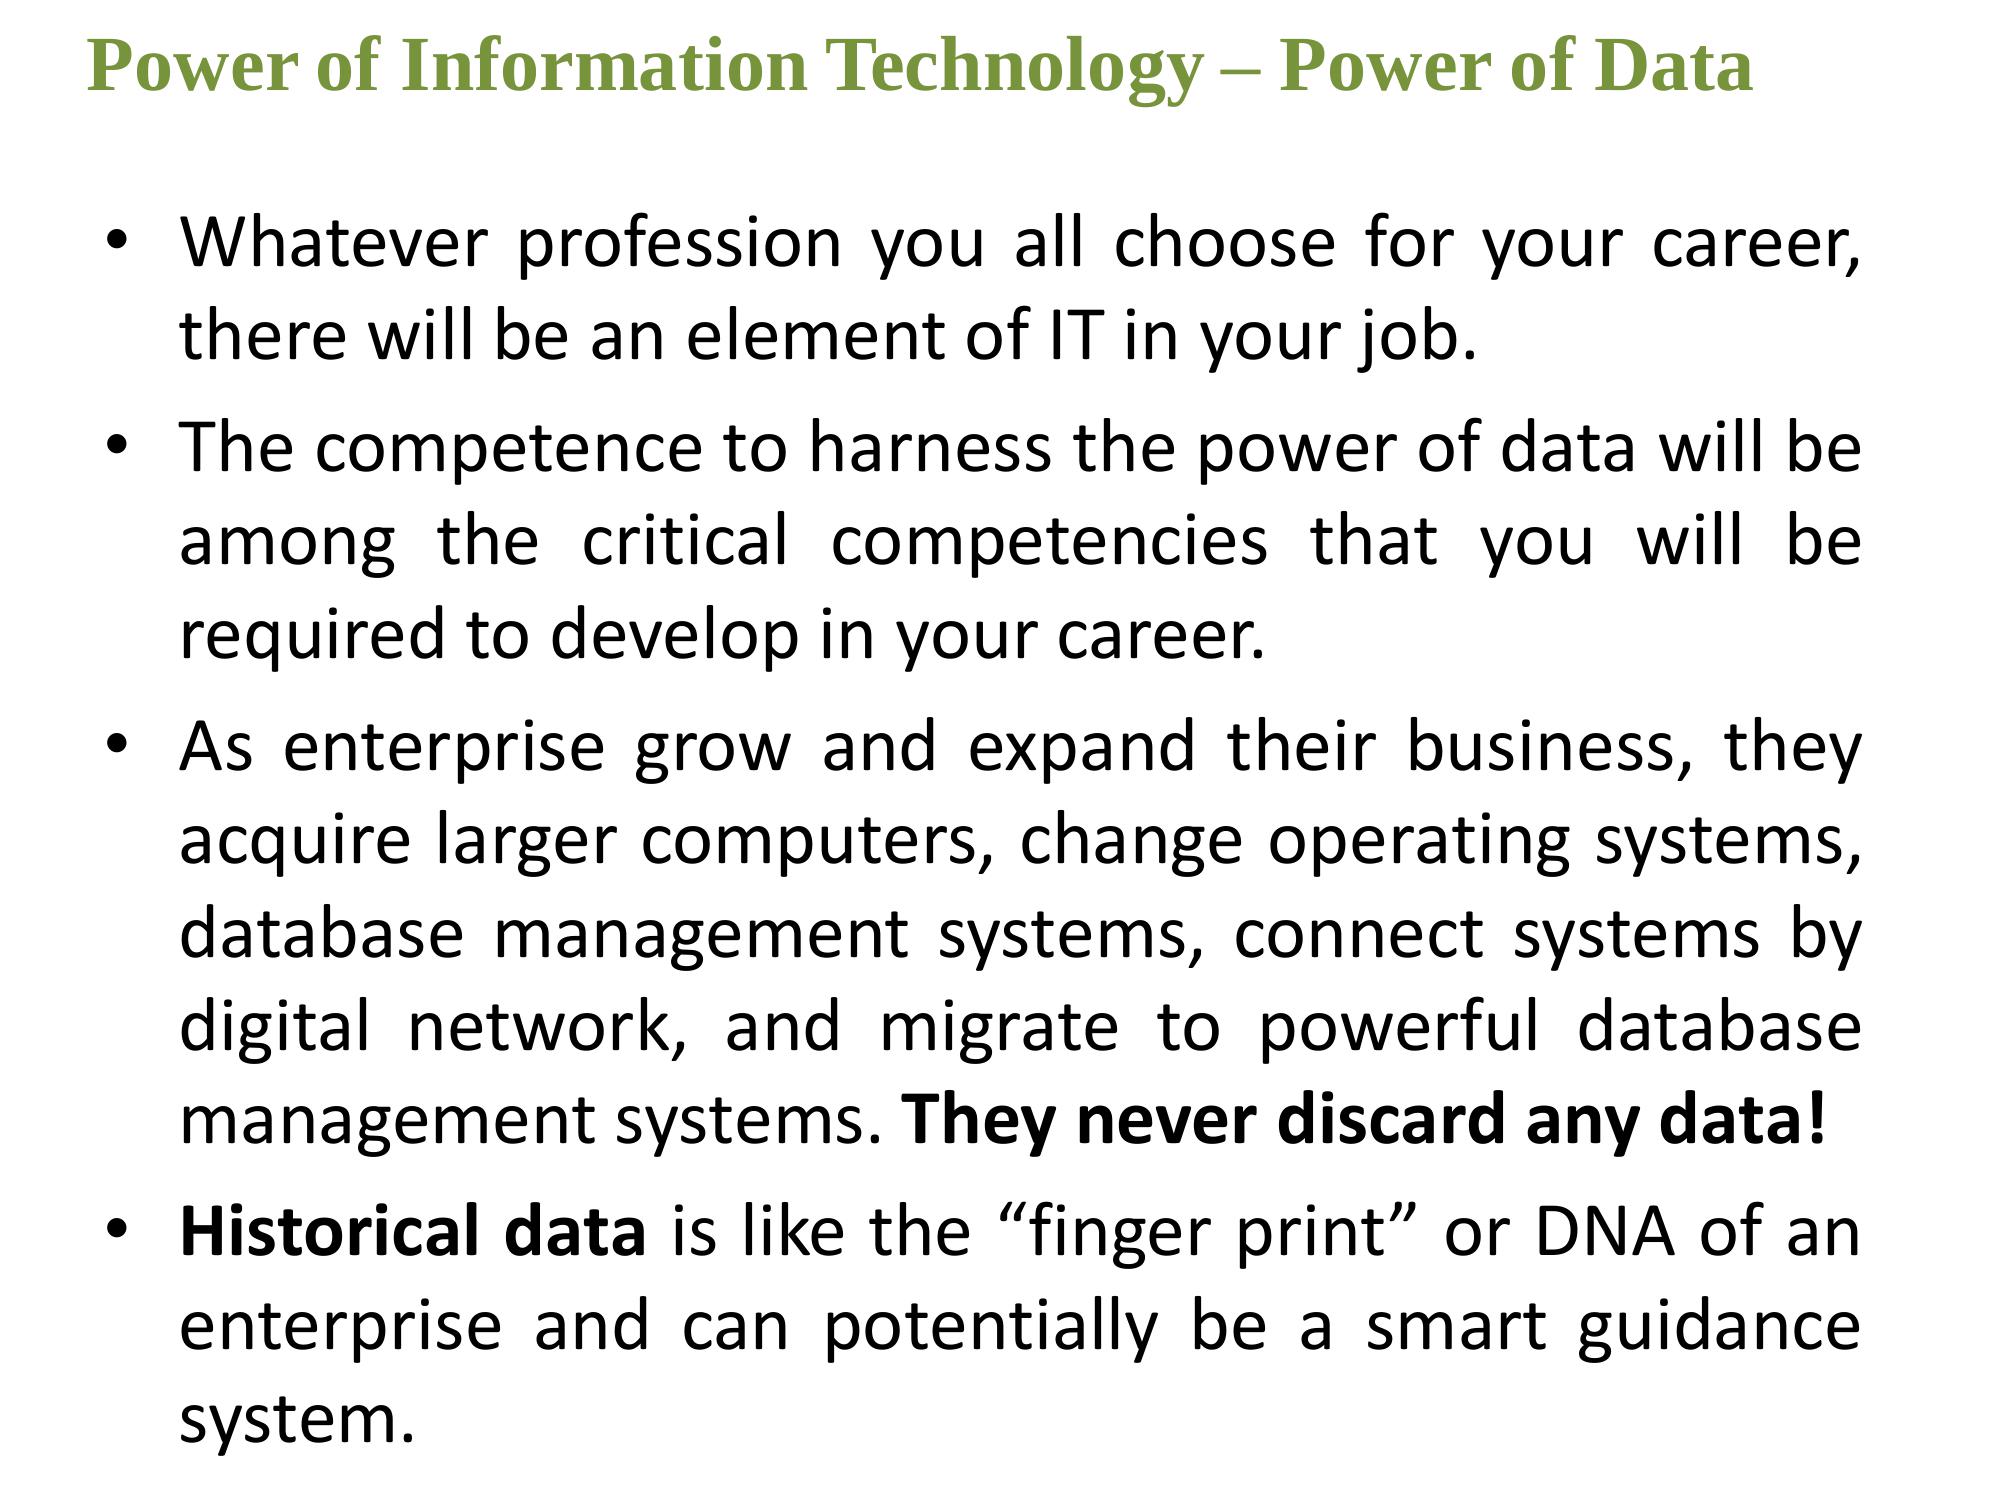 Power of Information Technology – Power of Data
• Whatever profession you all choose for your career,
there will be an element of IT in your job.
• The competence to harness the power of data will be
among the critical competencies that you will be
required to develop in your career.
• As enterprise grow and expand their business, they
acquire larger computers, change operating systems,
database management systems, connect systems by
digital network, and migrate to powerful database
management systems. They never discard any data!
• Historical data is like the “finger print” or DNA of an
enterprise and can potentially be a smart guidance
system.